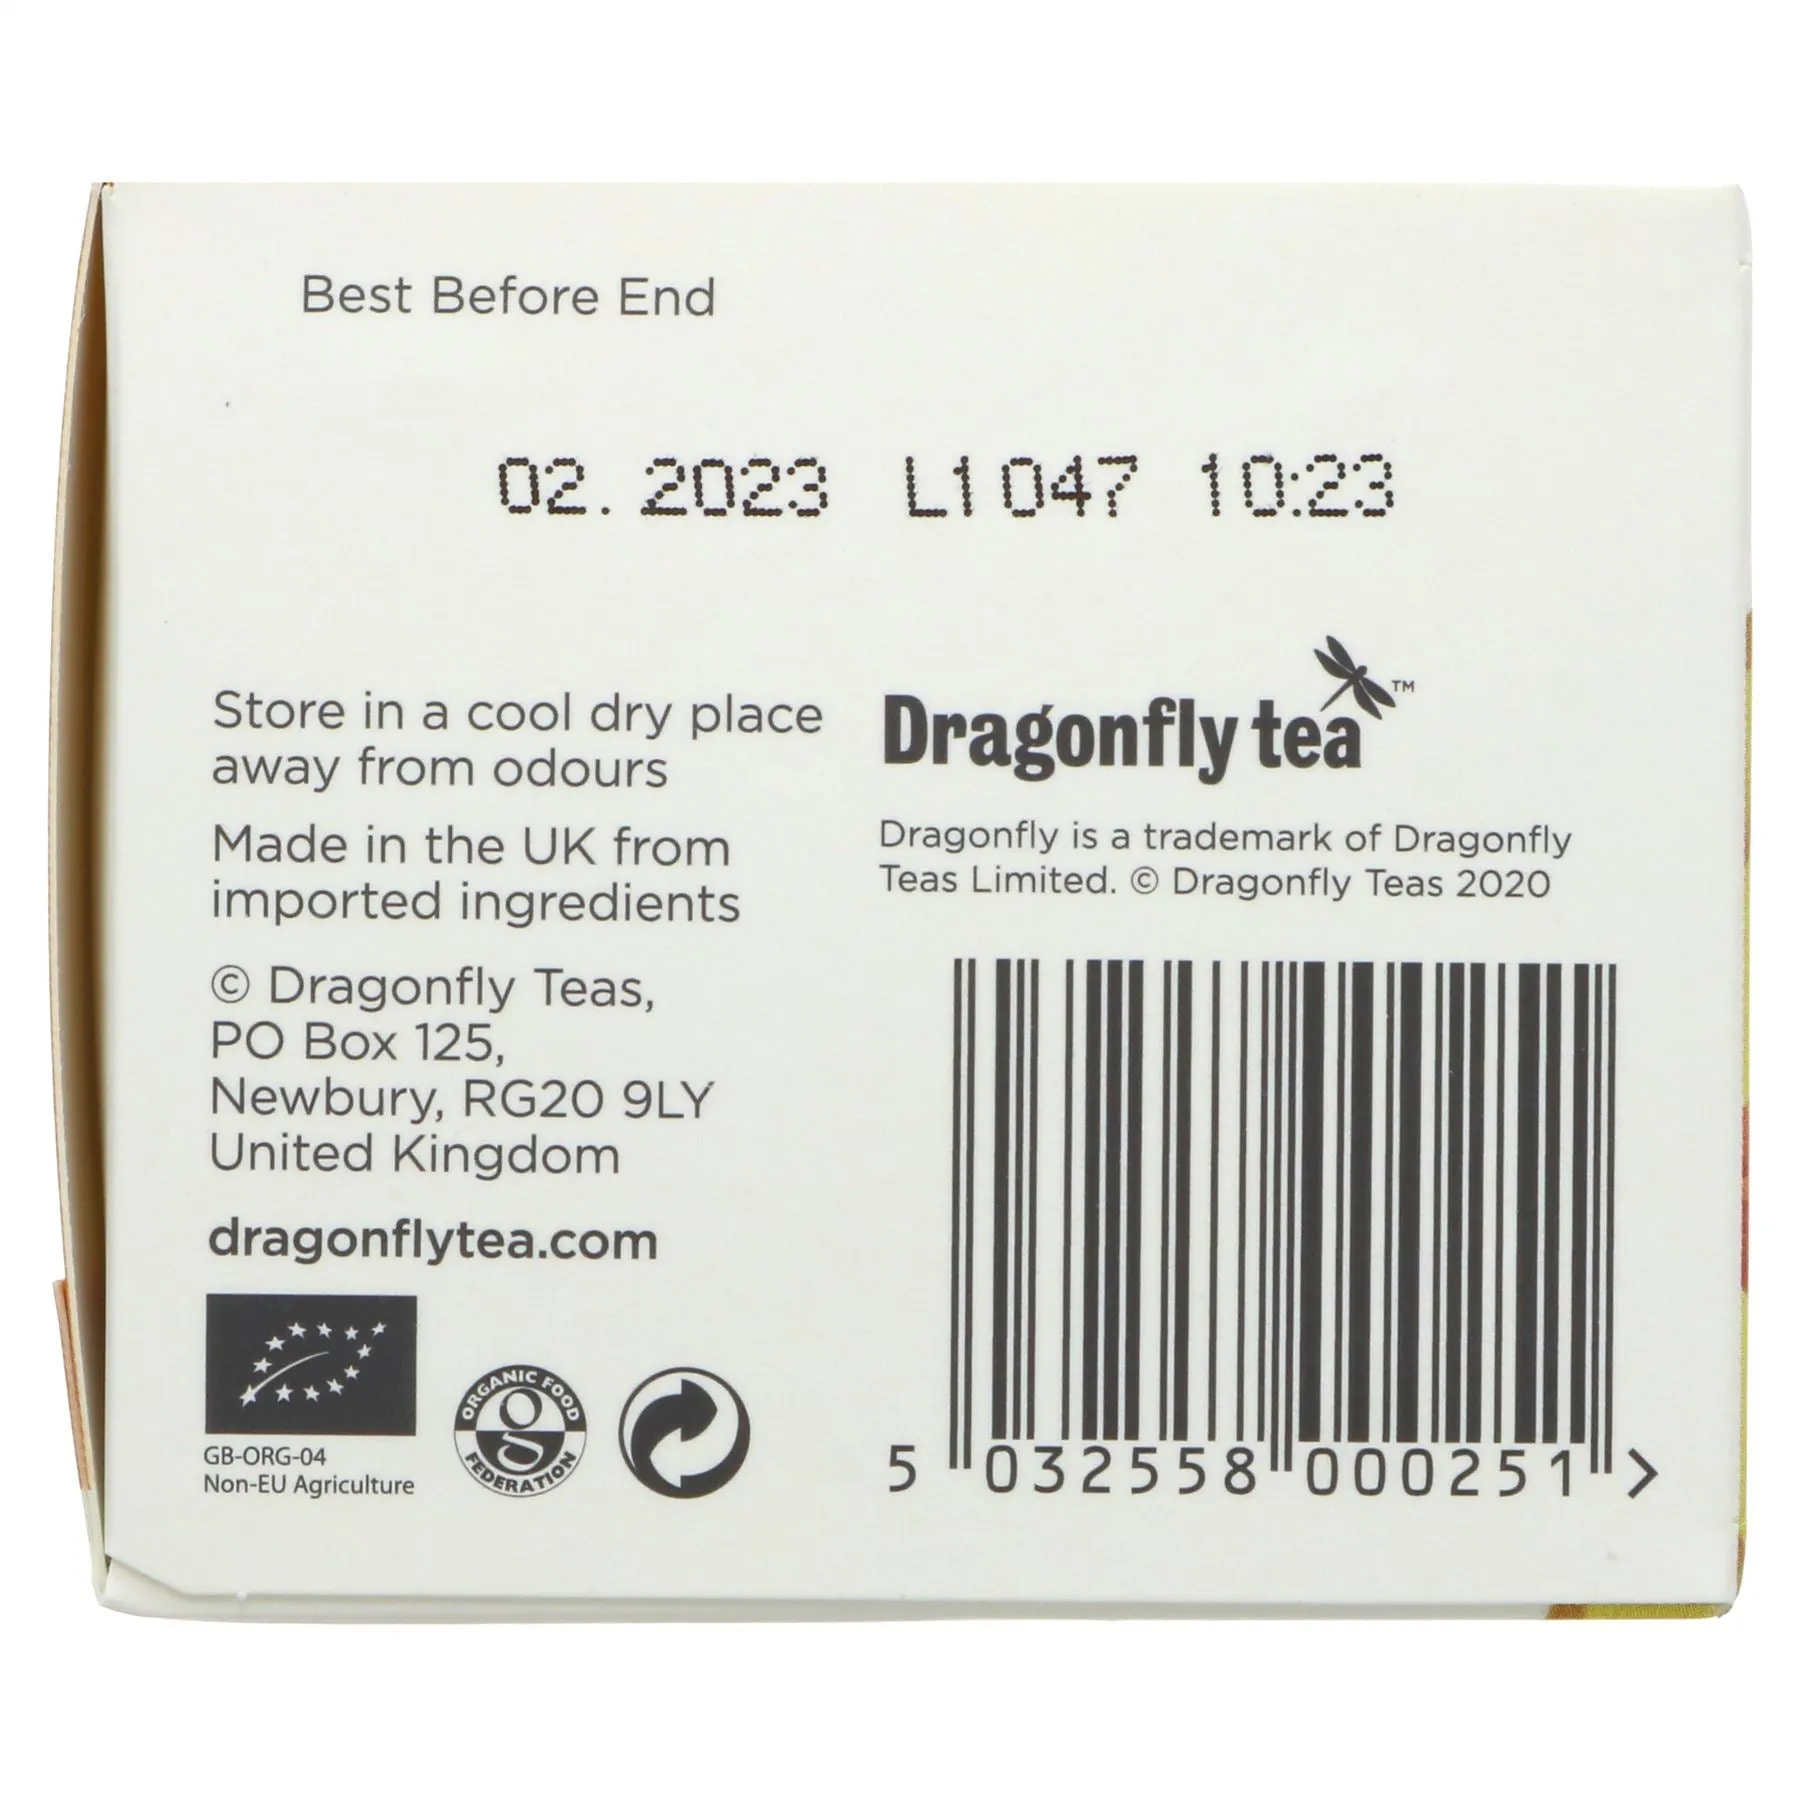 Best Before End
02. 2023 L1 047 10:23
Store in a cool dry place
away from odours
Made in the UK from
imported ingredients
© Dragonfly Teas,
PO Box 125,
Newbury, RG20 9LY
United Kingdom
dragonflytea.com
GB-ORG-04
Non-EU Agriculture
ORGANIC FOOD
FEDERATION
Dragonfly tea™
Dragonfly is a trademark of Dragonfly
Teas Limited. © Dragonfly Teas 2020
5 032558 000251 >